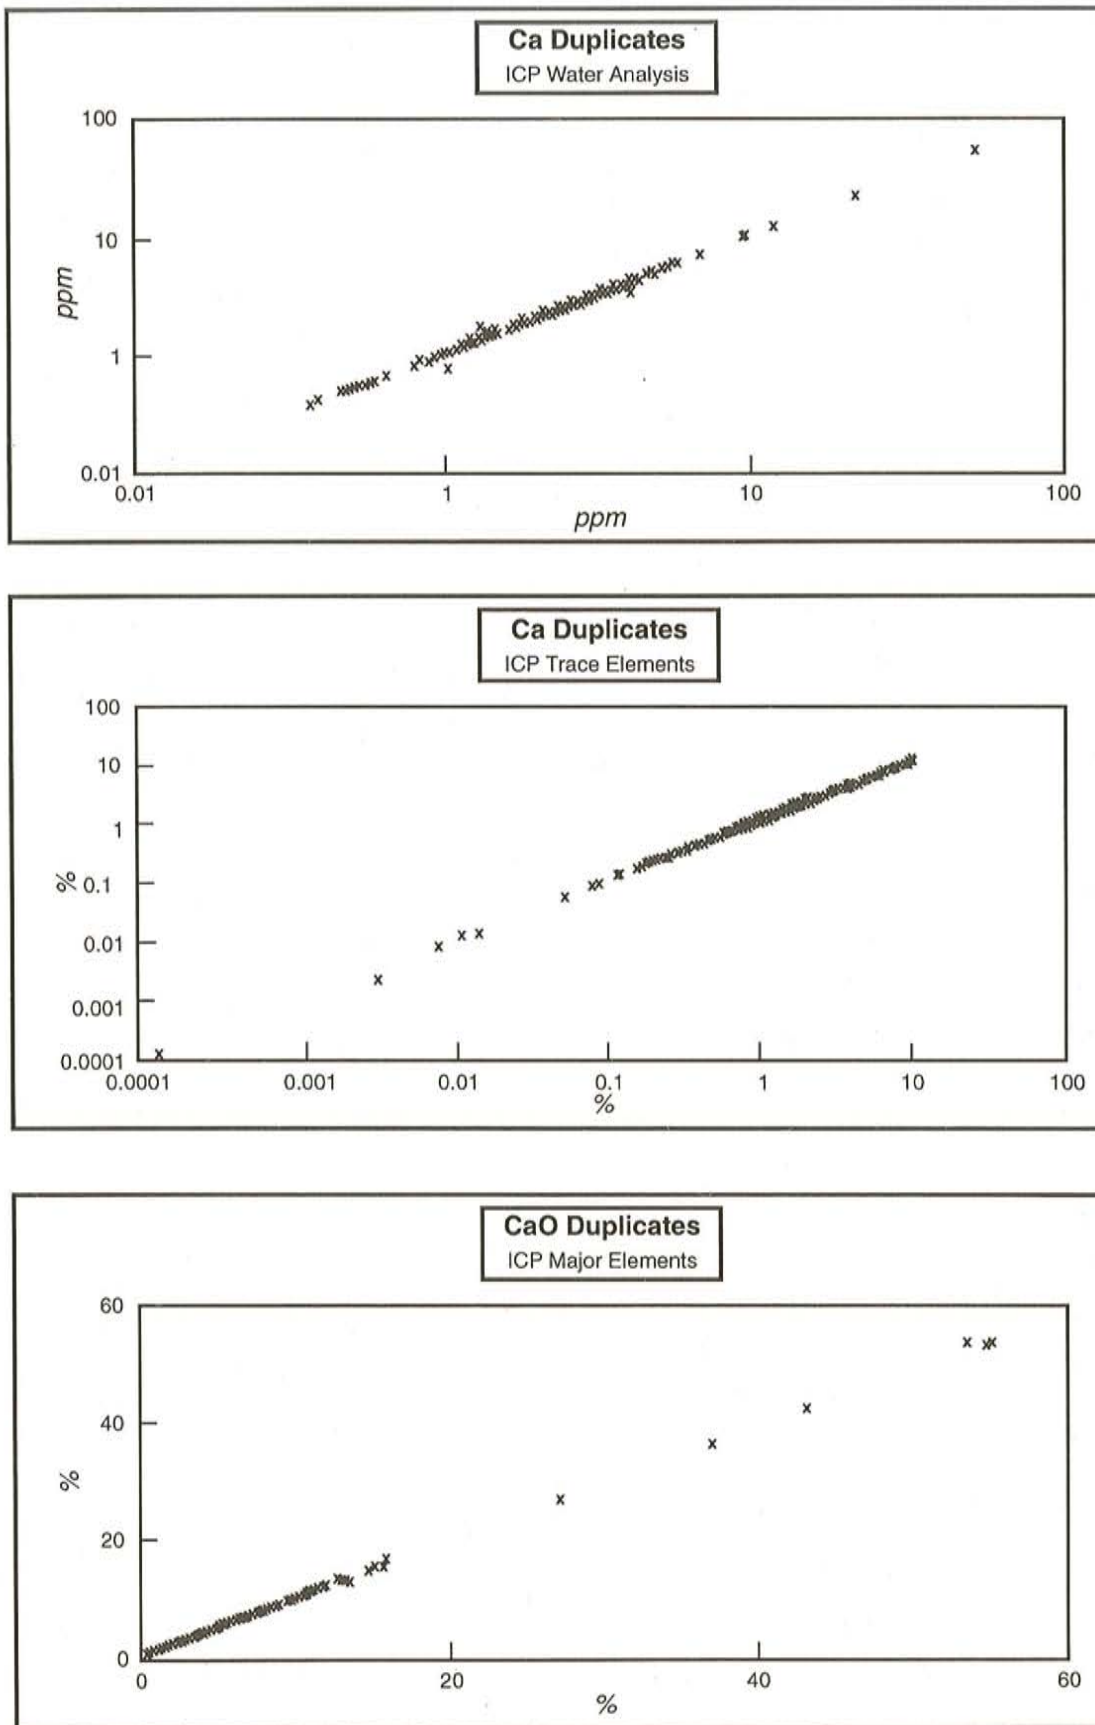 Ca Duplicates
ICP Water Analysis
100
10
1
0.01
ppm
0.01 1 10 100
ppm
Ca Duplicates
ICP Trace Elements
100
10
1
% 0.1
0.01
0.001
0.0001
0.0001 0.001 0.01 0.1 1 10 100
%
CaO Duplicates
ICP Major Elements
60
40
%
20
0
0 20 40 60
%